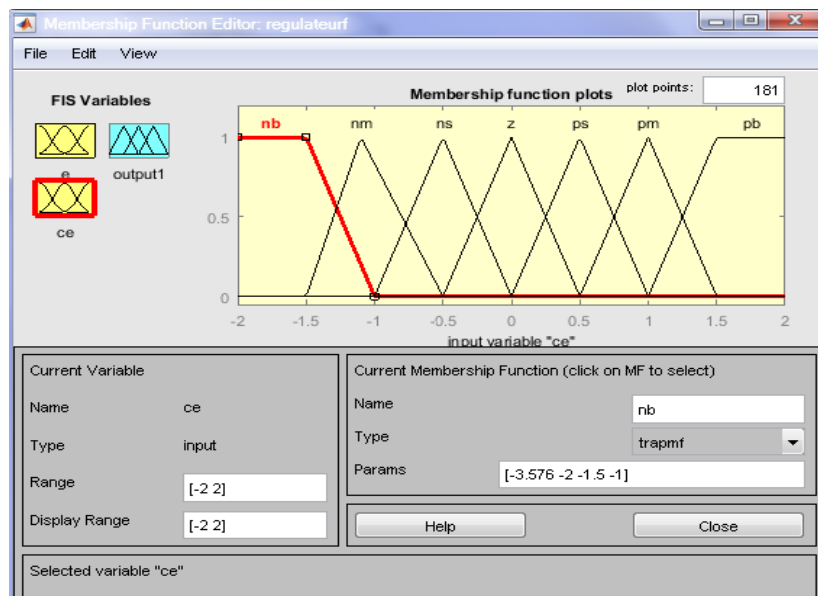 Membership Function Editor: regulateurf
File Edit View
FIS Variables
e
output1
ce
Membership function plots
plot points:
181
nb nm ns z ps pm pb
1
0.5
0
-2 -1.5 -1 -0.5 0 0.5 1 1.5 2
input variable "ce"
Current Variable
Name ce
Type input
Range [-2 2]
Display Range [-2 2]
Current Membership Function (click on MF to select)
Name nb
Type trapmf
Params [-3.576 -2 -1.5 -1]
Help Close
Selected variable "ce"